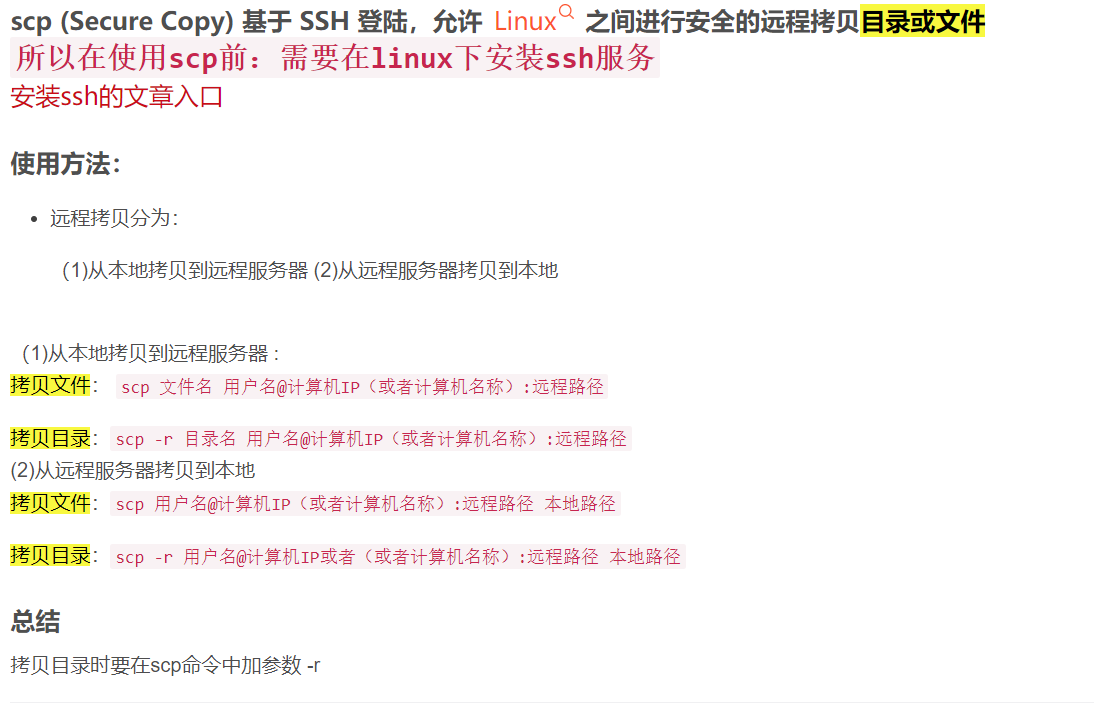 scp (Secure Copy) 基于 SSH 登陆，允许 Linux 之间进行安全的远程拷贝目录或文件
所以在使用scp前：需要在linux下安装ssh服务
安装ssh的文章入口
使用方法：
• 远程拷贝分为：
(1)从本地拷贝到远程服务器 (2)从远程服务器拷贝到本地
(1)从本地拷贝到远程服务器：
拷贝文件： scp 文件名 用户名@计算机IP（或者计算机名称）:远程路径
拷贝目录： scp -r 目录名 用户名@计算机IP（或者计算机名称）:远程路径
(2)从远程服务器拷贝到本地
拷贝文件： scp 用户名@计算机IP（或者计算机名称）:远程路径 本地路径
拷贝目录： scp -r 用户名@计算机IP或者（或者计算机名称）:远程路径 本地路径
总结
拷贝目录时要在scp命令中加参数 -r